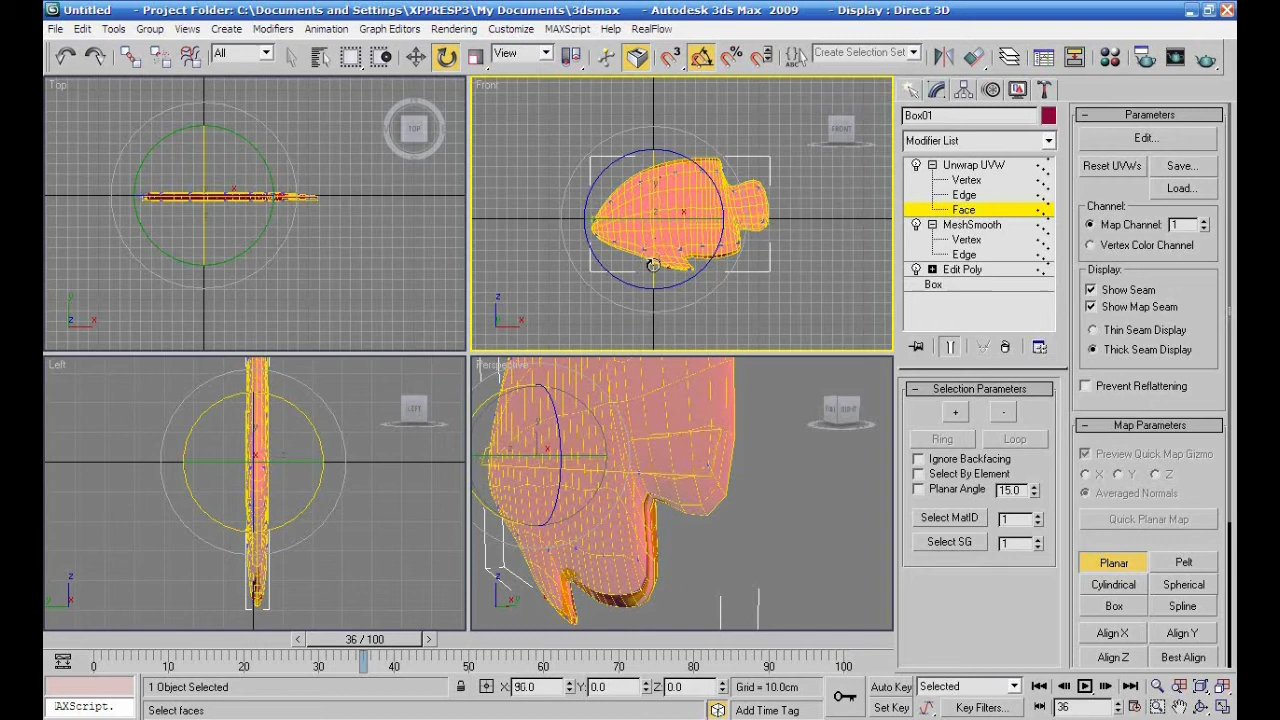 Untitled - Project Folder: C:\Documents and Settings\XPPRESP3\My Documents\3dsmax - Autodesk 3ds Max 2009 - Display : Direct 3D
File Edit Tools Group Views Create Modifiers Animation Graph Editors Rendering Customize MAXScript Help RealFlow
All View 3 % ABC Create Selection Set
Top
TOP
Front
FRONT
Left
LEFT
Perspective
Box01
Modifier List
Unwrap UVW
Vertex
Edge
Face
MeshSmooth
Vertex
Edge
Edit Poly
Box
Selection Parameters
+ -
Ring Loop
Ignore Backfacing
Select By Element
Planar Angle 15.0
Select MatID 1
Select SG 1
Parameters
Edit...
Reset UVWs Save...
Load...
Channel:
Map Channel: 1
Vertex Color Channel
Display:
Show Seam
Show Map Seam
Thin Seam Display
Thick Seam Display
Prevent Reflattening
Map Parameters
Preview Quick Map Gizmo
X Y Z
Averaged Normals
Quick Planar Map
Planar Pelt
Cylindrical Spherical
Box Spline
Align X Align Y
Align Z Best Align
< 36 / 100 >
0 10 20 30 40 50 60 70 80 90 100
1 Object Selected X: 90.0 Y: 0.0 Z: 0.0 Grid = 10.0cm Auto Key Selected
AXScript. Select faces Add Time Tag Set Key Key Filters... 36